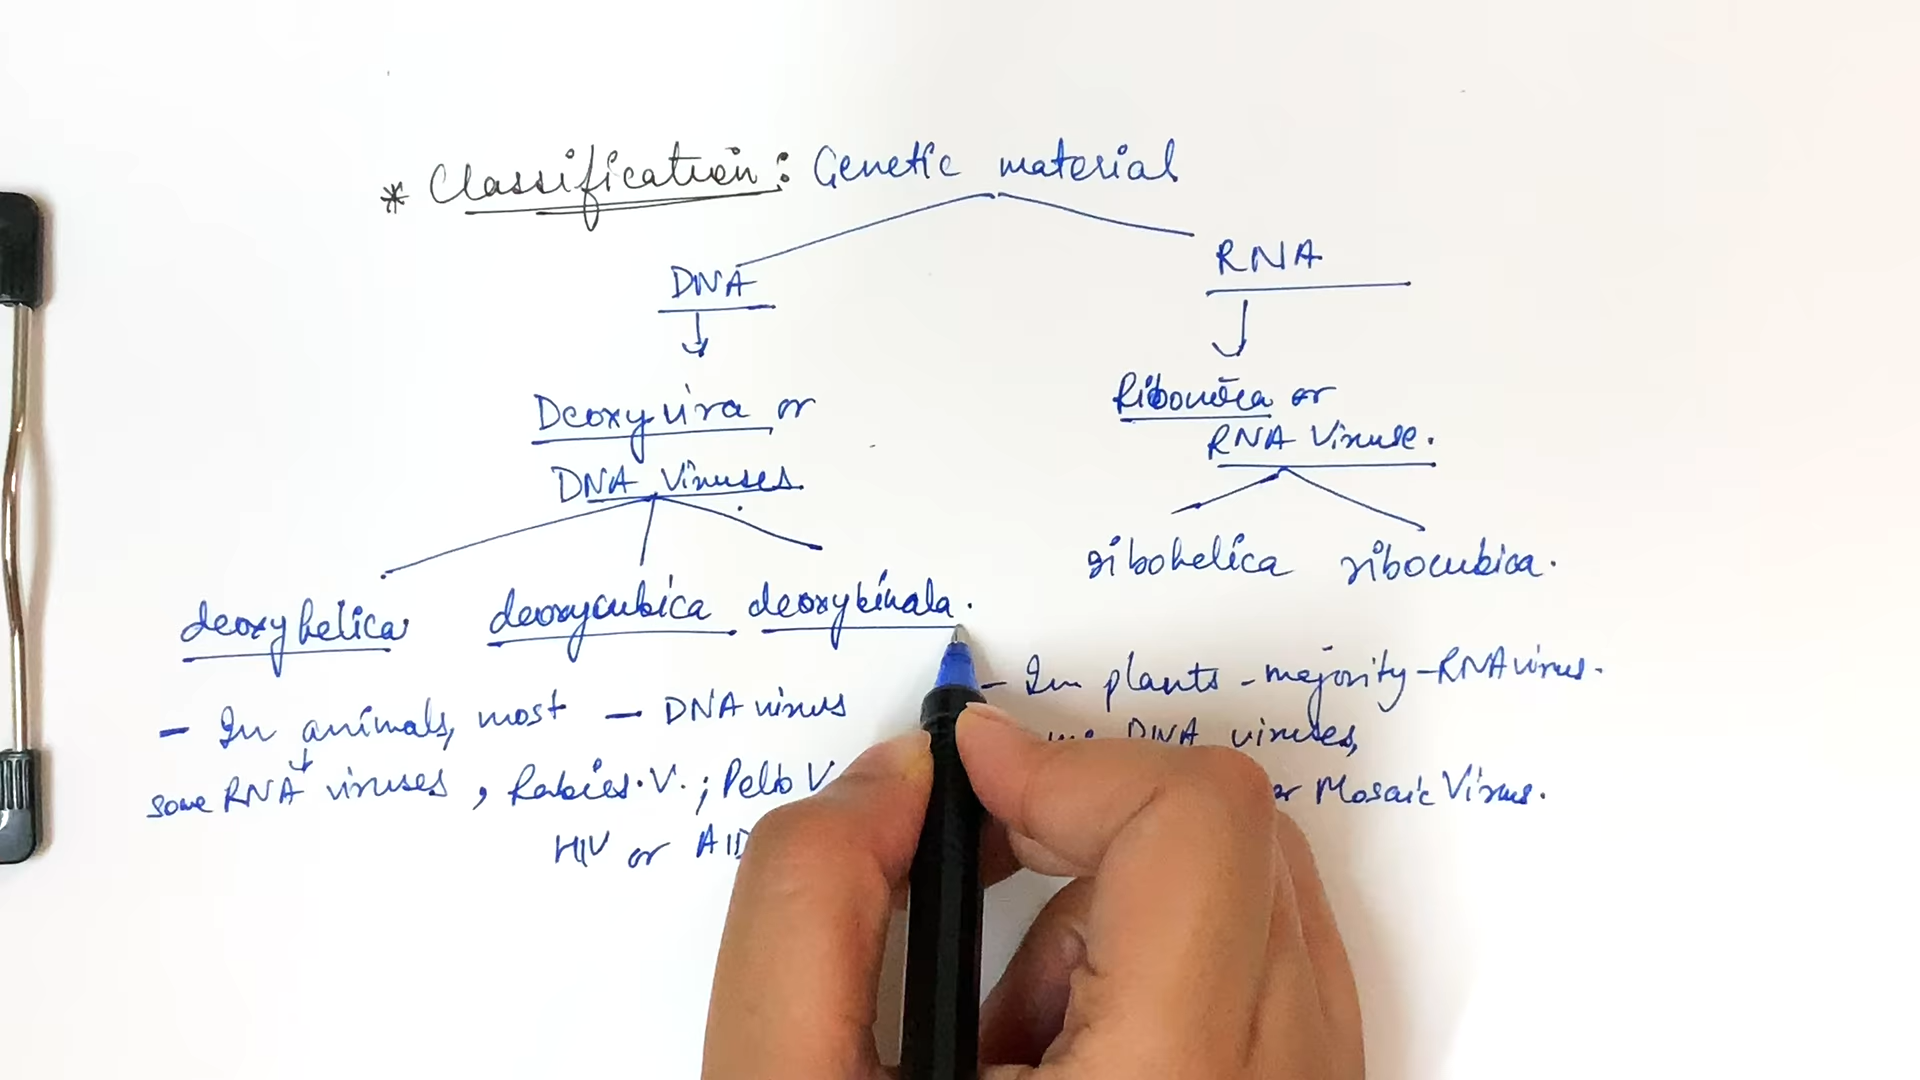 * Classification: Genetic material
DNA
RNA
Deoxyvira or
DNA Viruses
Ribovira or
RNA Viruse.
deoxyhelica deoxycubica deoxybinala.
ribohelica ribocubica.
- In animals, most - DNA virus
some RNA viruses, Rabies.V.; Polio V
HIV or AID
- In plants - majority - RNA virus.
DNA viruses,
Mosaic Virus.